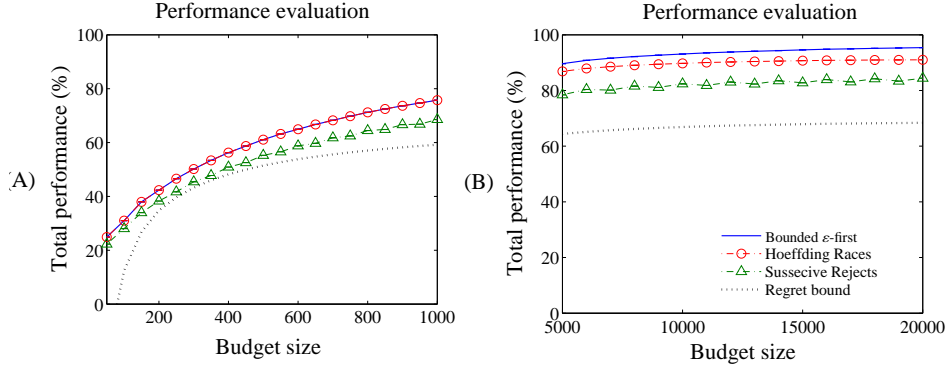 Performance evaluation
(A)
Total performance (%)
100
80
60
40
20
0
200
400
600
800
1000
Budget size
Performance evaluation
(B)
Total performance (%)
100
80
60
40
20
0
5000
10000
15000
20000
Budget size
Bounded ε-first
Hoeffding Races
Sussecive Rejects
Regret bound